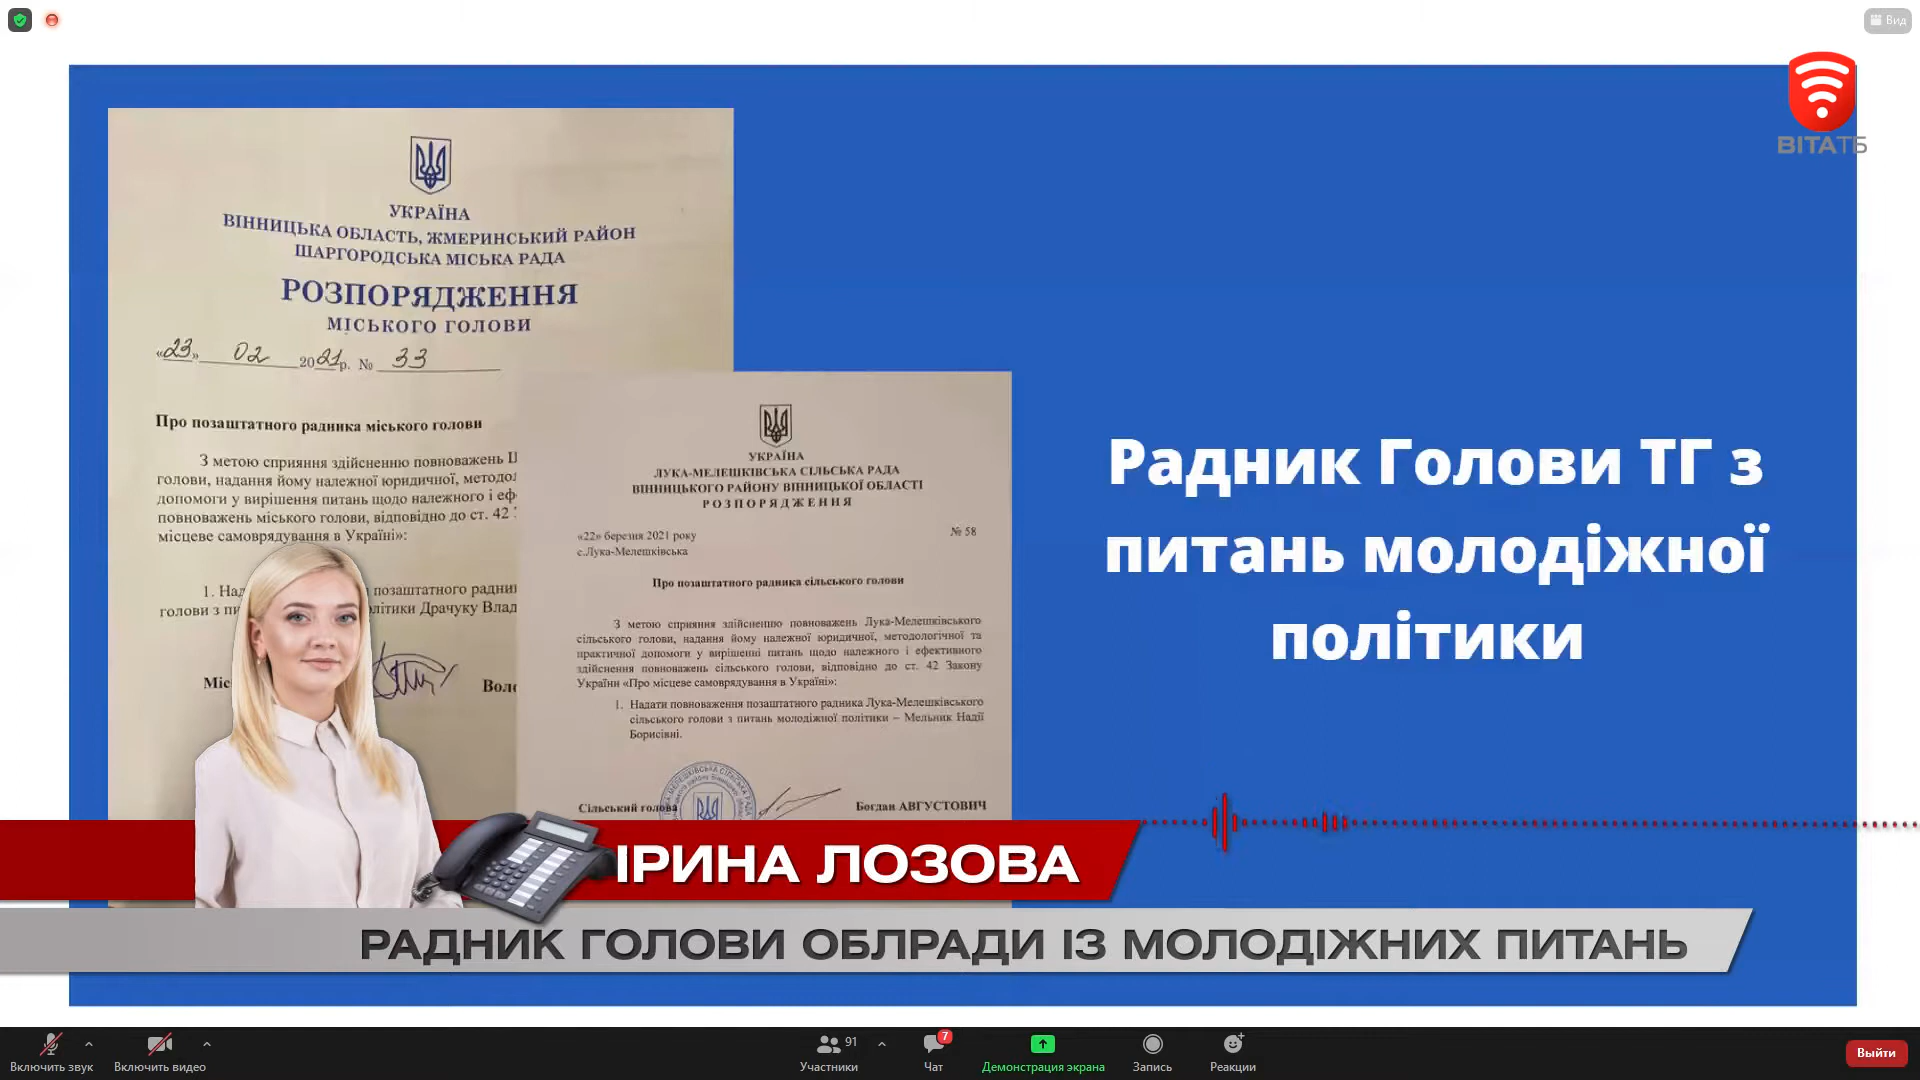 Вид
ВІТАТБ
УКРАЇНА
ВІННИЦЬКА ОБЛАСТЬ, ЖМЕРИНСЬКИЙ РАЙОН
ШАРГОРОДСЬКА МІСЬКА РАДА
РОЗПОРЯДЖЕННЯ
МІСЬКОГО ГОЛОВИ
«23» 02 2021р. № 33
Про позаштатного радника міського голови
З метою сприяння здійсненню повноважень
голови, надання йому належної юридичної,
допомоги у вирішення питань щодо належного і
повноважень міського голови, відповідно до ст. 42
місцеве самоврядування в Україні»:
1. позаштатного
голови з Драчуку
УКРАЇНА
ЛУКА-МЕЛЕШКІВСЬКА СІЛЬСЬКА РАДА
ВІННИЦЬКОГО РАЙОНУ ВІННИЦЬКОЇ ОБЛАСТІ
РОЗПОРЯДЖЕННЯ
«22» березня 2021 року № 58
с.Лука-Мелешківська
Про позаштатного радника сільського голови
З метою сприяння здійсненню повноважень Лука-Мелешківського
сільського голови, надання йому належної юридичної, методологічної та
практичної допомоги у вирішенні питань щодо належного і ефективного
здійснення повноважень сільського голови, відповідно до ст. 42 Закону
України «Про місцеве самоврядування в Україні»:
1. Надати повноваження позаштатного радника Лука-Мелешківського
сільського голови з питань молодіжної політики – Мельник Надії
Борисівні.
Сільський голова Богдан АВГУСТОВИЧ
Радник Голови ТГ з
питань молодіжної
політики
ІРИНА ЛОЗОВА
РАДНИК ГОЛОВИ ОБЛРАДИ ІЗ МОЛОДІЖНИХ ПИТАНЬ
Включить звук
Включить видео
91
Участники
7
Чат
Демонстрация экрана
Запись
Реакции
Выйти